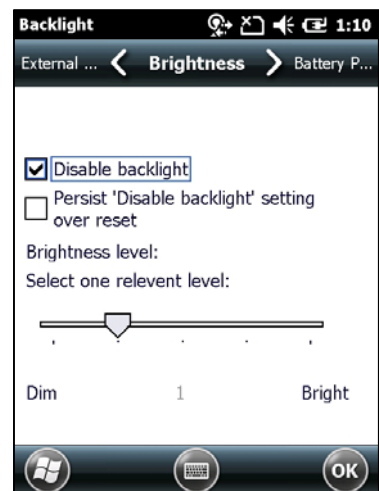 Backlight 1:10
External ... Brightness Battery P...
Disable backlight
Persist 'Disable backlight' setting
over reset
Brightness level:
Select one relevent level:
Dim 1 Bright
OK